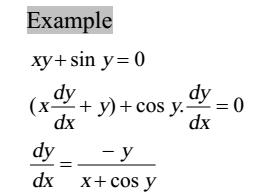 Example
xy + sin y = 0
(x dy/dx + y) + cos y. dy/dx = 0
dy/dx = - y / x + cos y